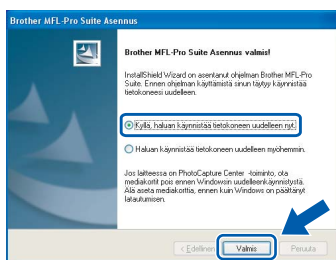 Brother MFL-Pro Suite Asennus
Brother MFL-Pro Suite Asennus valmis!
InstallShield Wizard on asentanut ohjelman Brother MFL-Pro
Suite. Ennen ohjelman käyttämistä sinun täytyy käynnistää
tietokoneesi uudelleen.
Kyllä, haluan käynnistää tietokoneen uudelleen nyt.
Haluan käynnistää tietokoneen uudelleen myöhemmin.
Jos laitteessa on PhotoCapture Center -toiminto, ota
mediakortit pois ennen Windowsin uudelleenkäynnistystä.
Älä aseta mediakorttia, ennen kuin Windows on päättänyt
latautumisen.
< Edellinen
Valmis
Peruuta